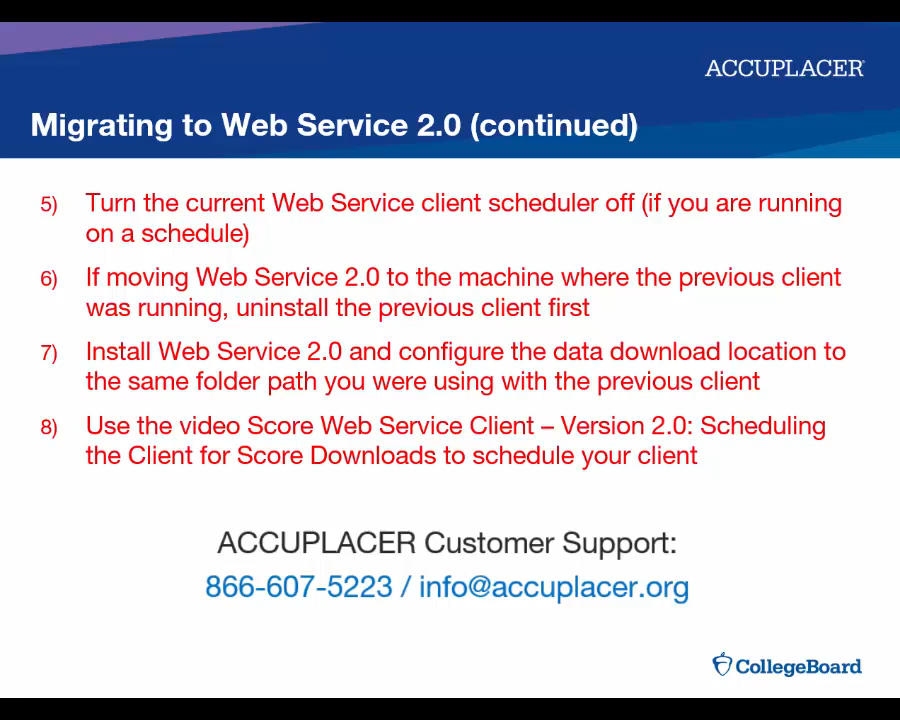 ACCUPLACER
Migrating to Web Service 2.0 (continued)
5) Turn the current Web Service client scheduler off (if you are running
on a schedule)
6) If moving Web Service 2.0 to the machine where the previous client
was running, uninstall the previous client first
7) Install Web Service 2.0 and configure the data download location to
the same folder path you were using with the previous client
8) Use the video Score Web Service Client – Version 2.0: Scheduling
the Client for Score Downloads to schedule your client
ACCUPLACER Customer Support:
866-607-5223 / info@accuplacer.org
CollegeBoard